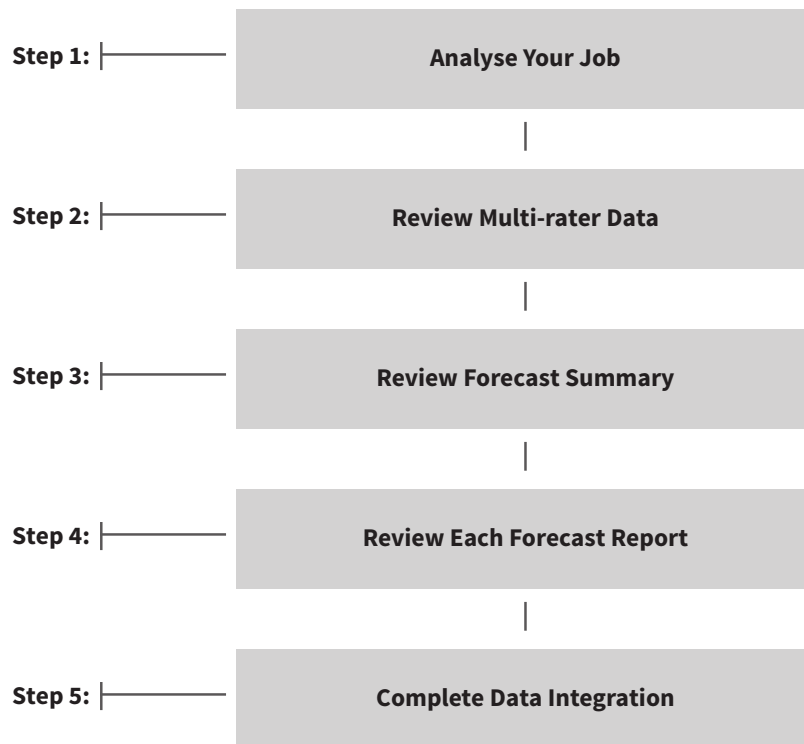 Step 1: Analyse Your Job
Step 2: Review Multi-rater Data
Step 3: Review Forecast Summary
Step 4: Review Each Forecast Report
Step 5: Complete Data Integration